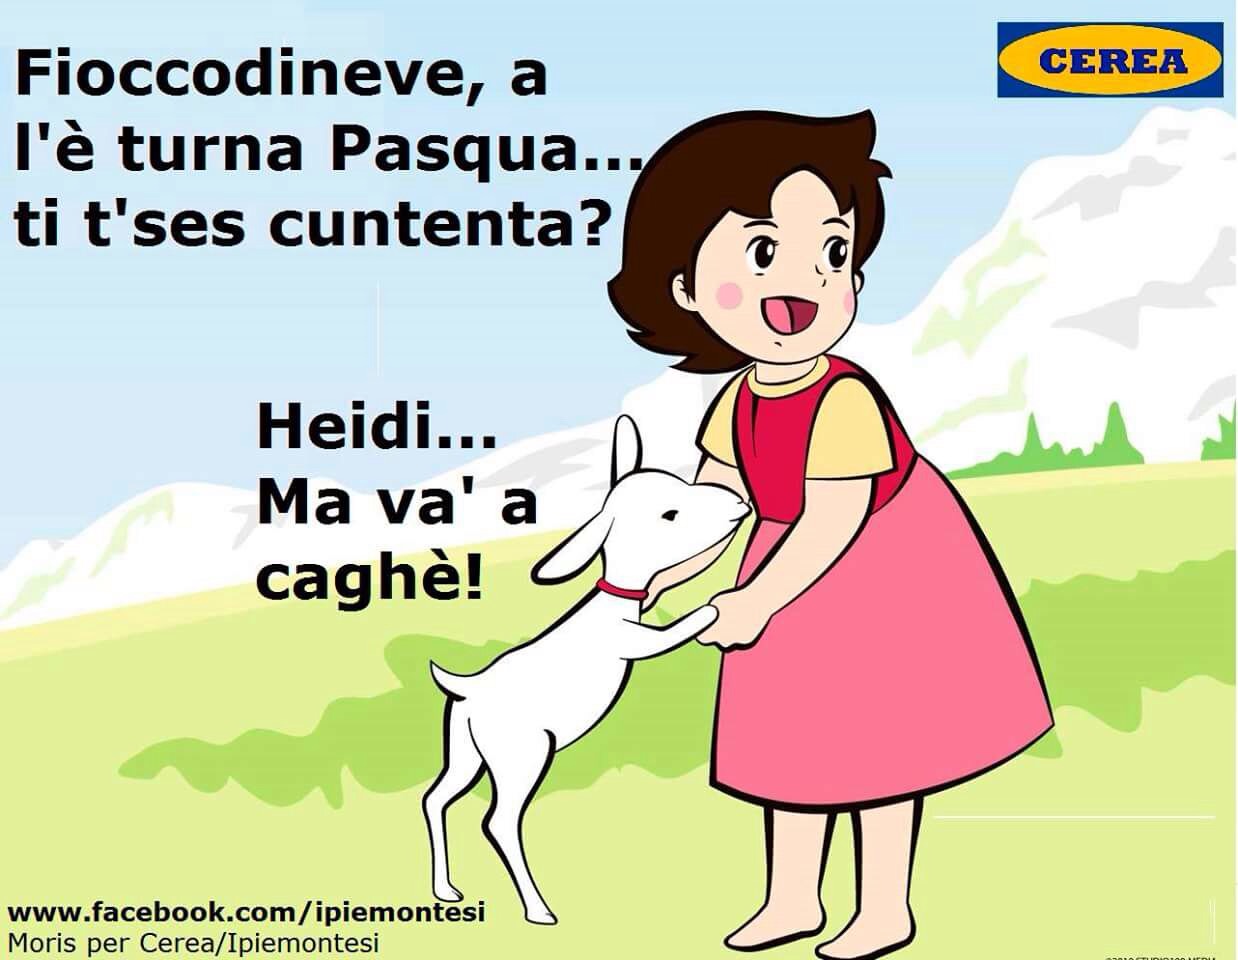 Fioccodineve, a
l'è turna Pasqua...
ti t'ses cuntenta?
CEREA
Heidi...
Ma va' a
caghè!
www.facebook.com/ipiemontesi
Moris per Cerea/Ipiemontesi